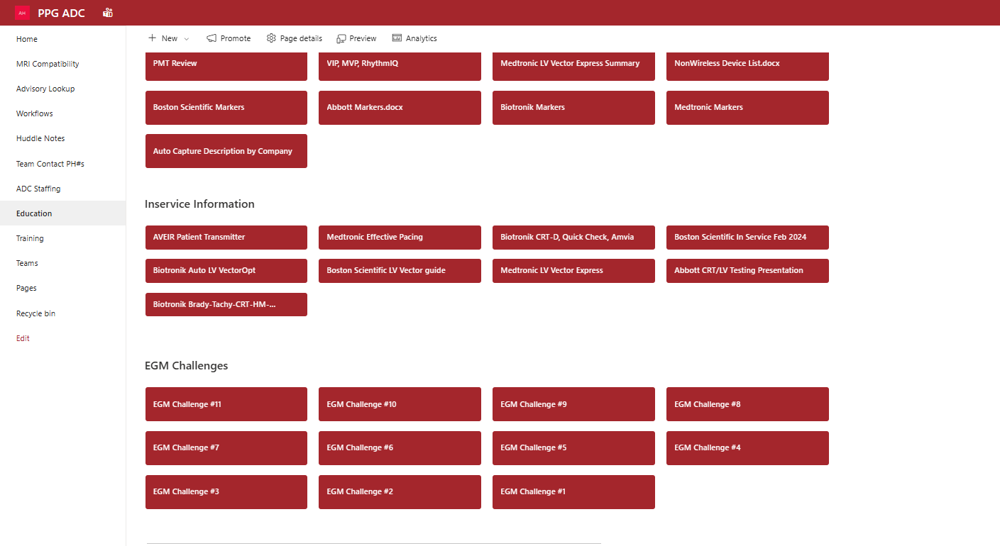 AH PPG ADC
Home
MRI Compatibility
Advisory Lookup
Workflows
Huddle Notes
Team Contact PH#s
ADC Staffing
Education
Training
Teams
Pages
Recycle bin
Edit
New Promote Page details Preview Analytics
PMT Review VIP, MVP, RhythmIQ Medtronic LV Vector Express Summary NonWireless Device List.docx
Boston Scientific Markers Abbott Markers.docx Biotronik Markers Medtronic Markers
Auto Capture Description by Company
Inservice Information
AVEIR Patient Transmitter Medtronic Effective Pacing Biotronik CRT-D, Quick Check, Amvia Boston Scientific In Service Feb 2024
Biotronik Auto LV VectorOpt Boston Scientific LV Vector guide Medtronic LV Vector Express Abbott CRT/LV Testing Presentation
Biotronik Brady-Tachy-CRT-HM-...
EGM Challenges
EGM Challenge #11 EGM Challenge #10 EGM Challenge #9 EGM Challenge #8
EGM Challenge #7 EGM Challenge #6 EGM Challenge #5 EGM Challenge #4
EGM Challenge #3 EGM Challenge #2 EGM Challenge #1